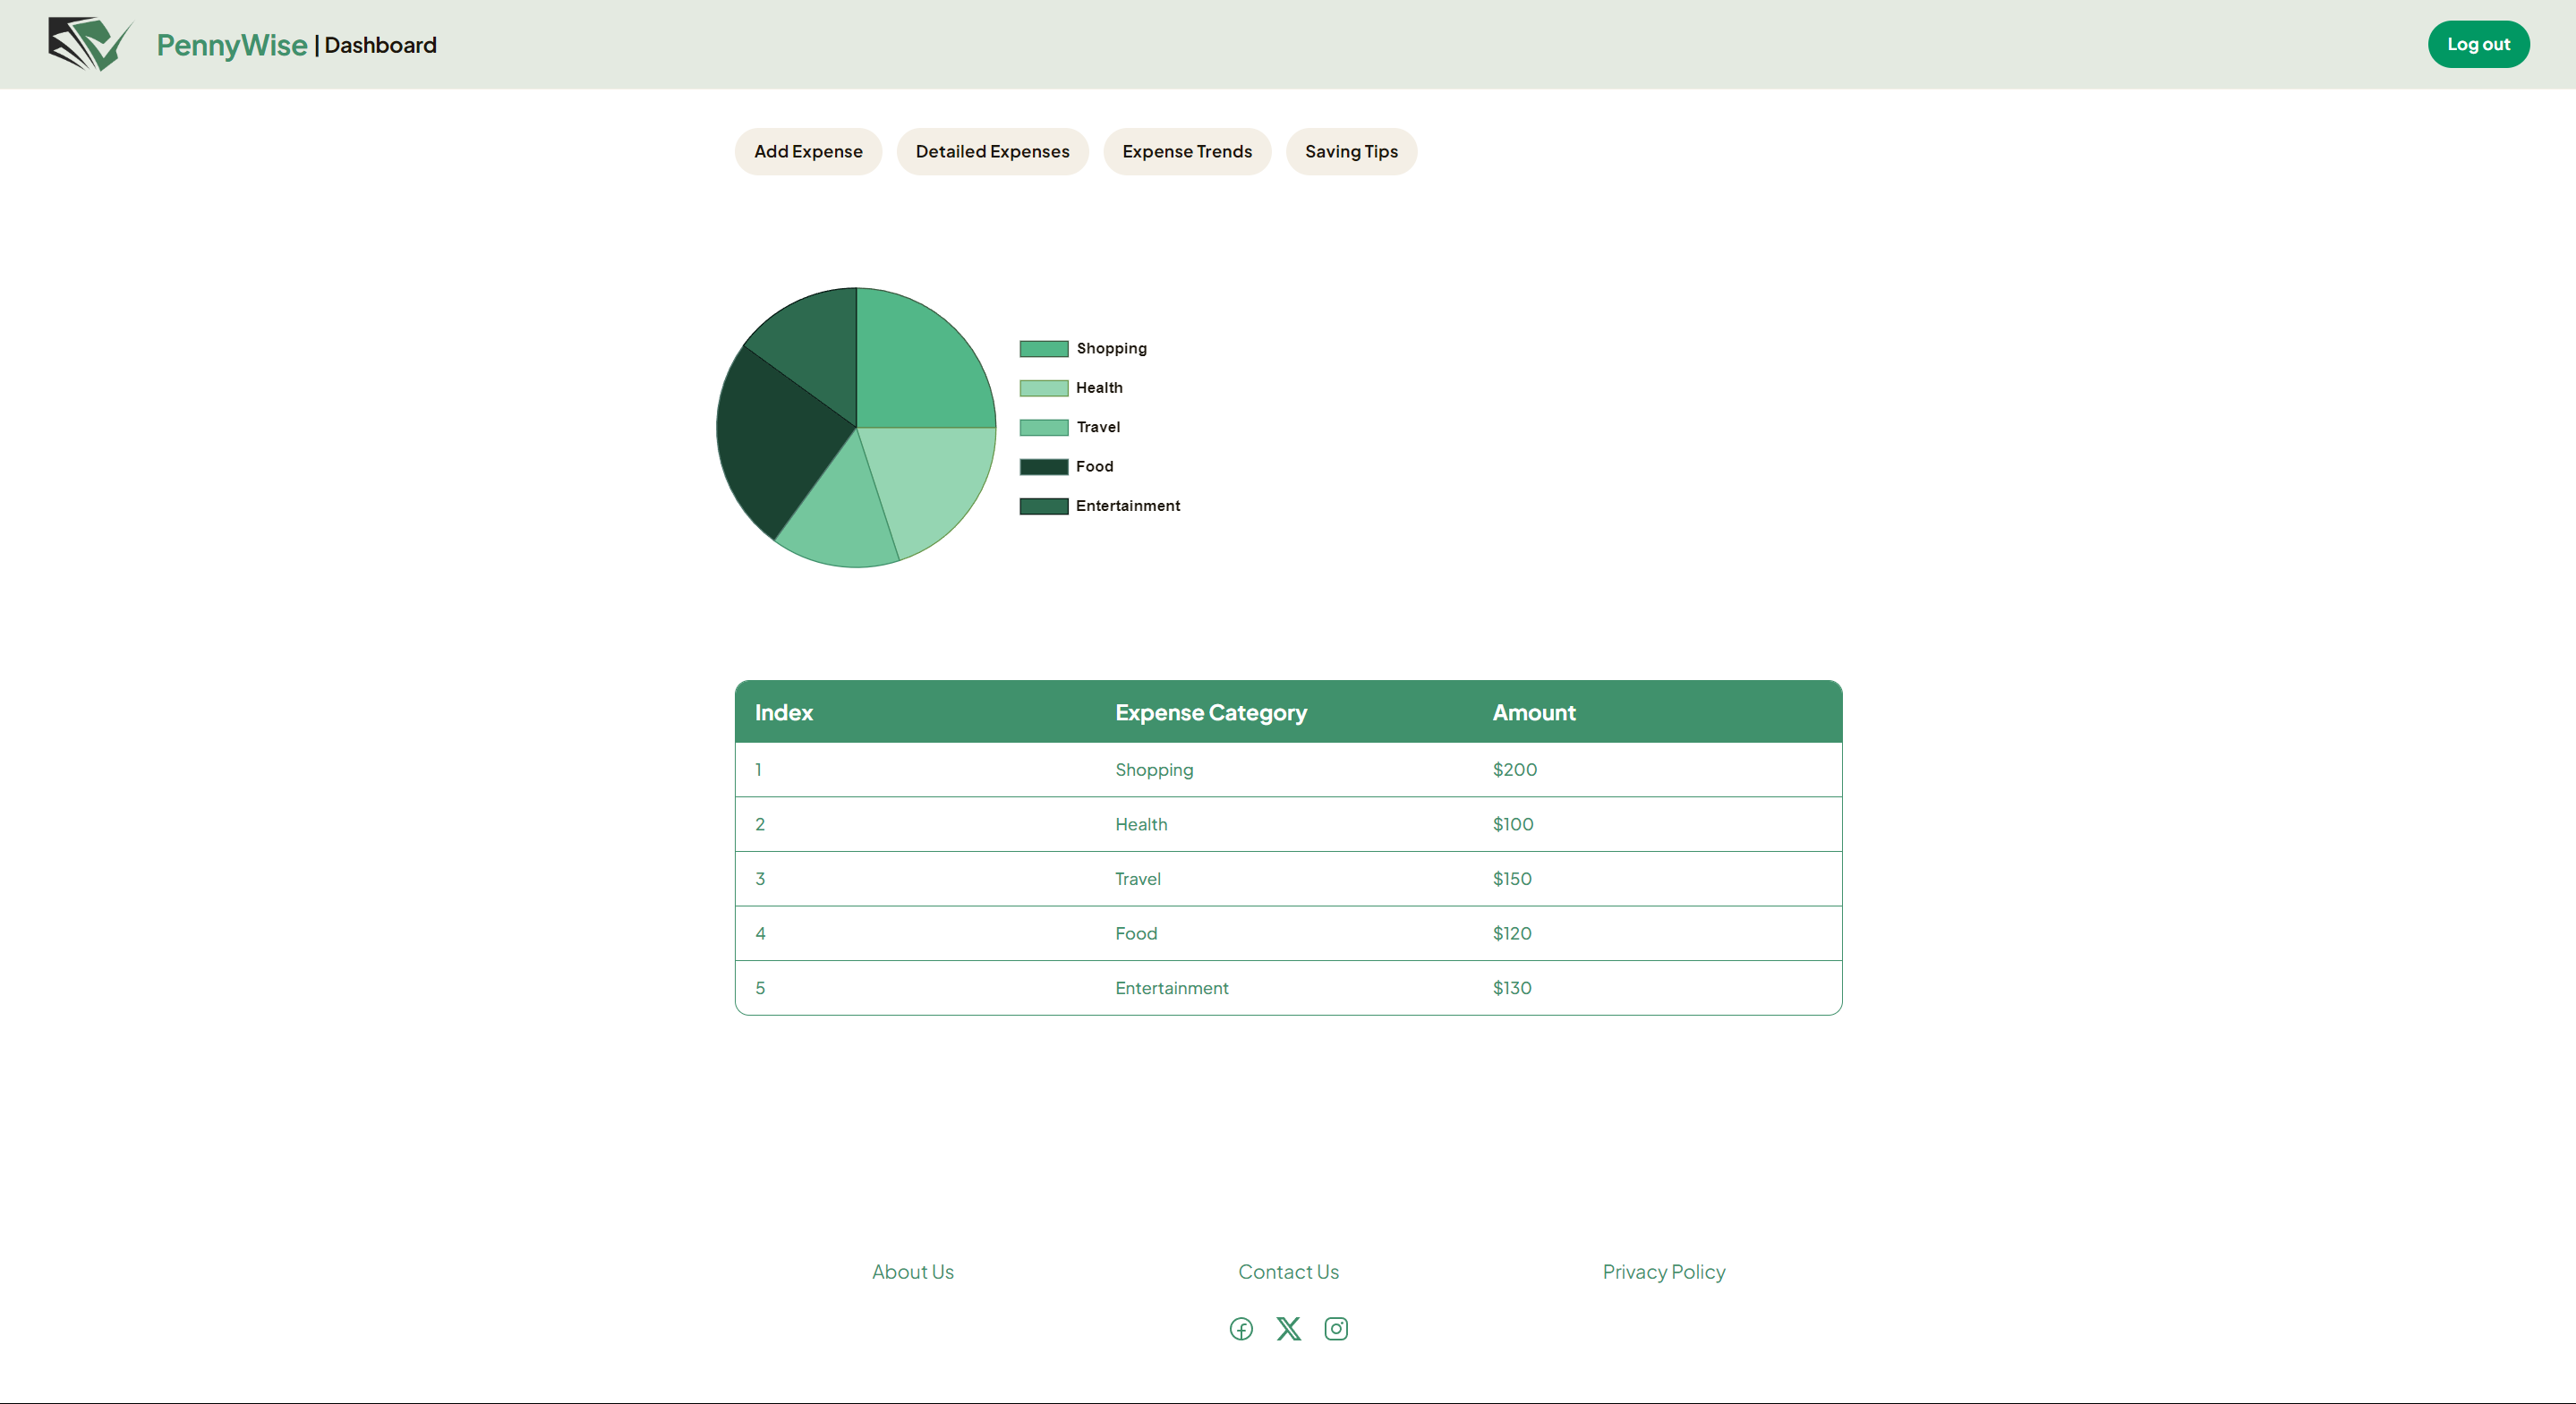 PennyWise | Dashboard
Log out
Add Expense Detailed Expenses Expense Trends Saving Tips
Shopping
Health
Travel
Food
Entertainment
Index Expense Category Amount
1 Shopping $200
2 Health $100
3 Travel $150
4 Food $120
5 Entertainment $130
About Us Contact Us Privacy Policy